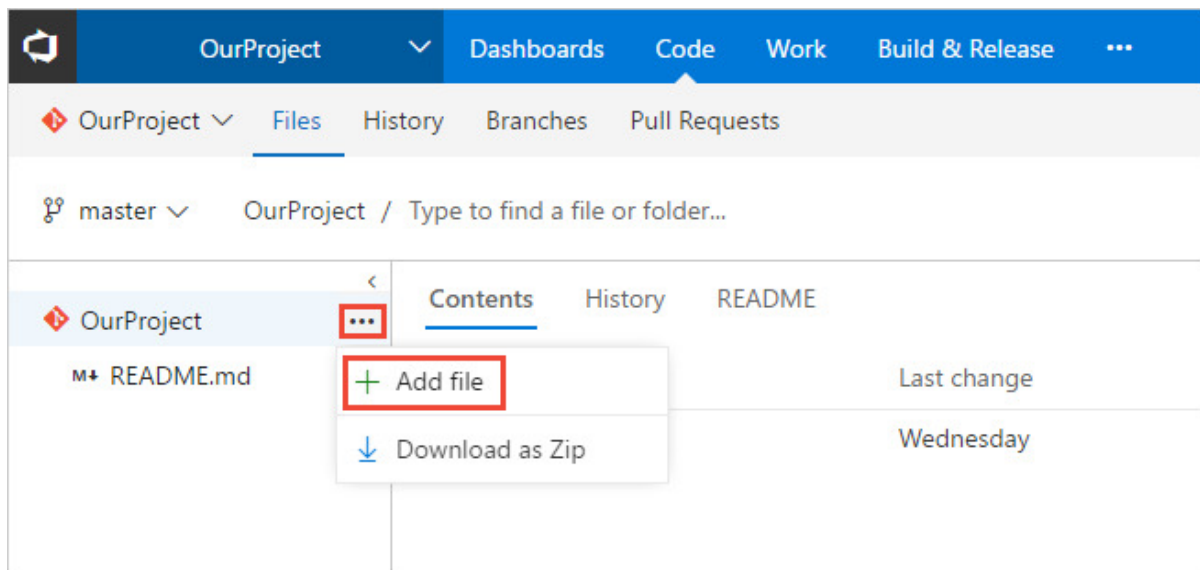 OurProject Dashboards Code Work Build & Release ...
OurProject Files History Branches Pull Requests
master OurProject / Type to find a file or folder...
Contents History README
OurProject ...
M↓ README.md
+ Add file
Last change
Download as Zip
Wednesday